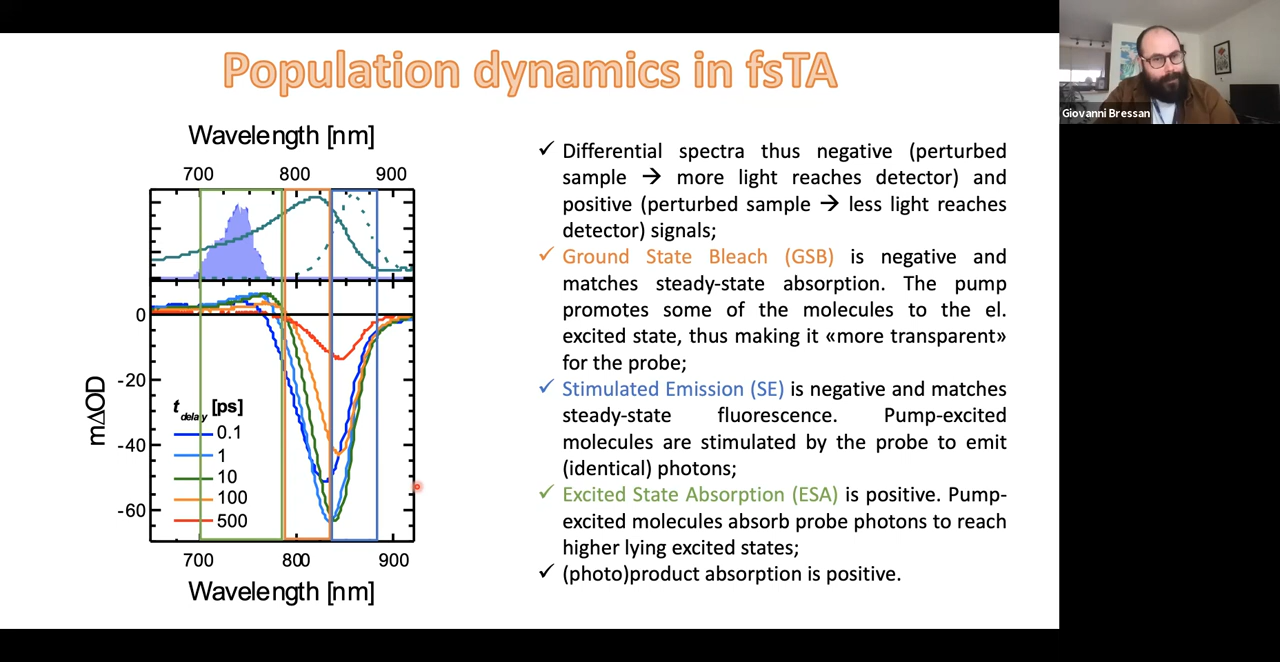 Population dynamics in fsTA
Giovanni Bressan
Wavelength [nm]
700 800 900
0
-20
-40
-60
mΔOD
t delay [ps]
0.1
1
10
100
500
700 800 900
Wavelength [nm]
✓ Differential spectra thus negative (perturbed
sample → more light reaches detector) and
positive (perturbed sample → less light reaches
detector) signals;
✓ Ground State Bleach (GSB) is negative and
matches steady-state absorption. The pump
promotes some of the molecules to the el.
excited state, thus making it «more transparent»
for the probe;
✓ Stimulated Emission (SE) is negative and matches
steady-state fluorescence. Pump-excited
molecules are stimulated by the probe to emit
(identical) photons;
✓ Excited State Absorption (ESA) is positive. Pump-
excited molecules absorb probe photons to reach
higher lying excited states;
✓ (photo)product absorption is positive.